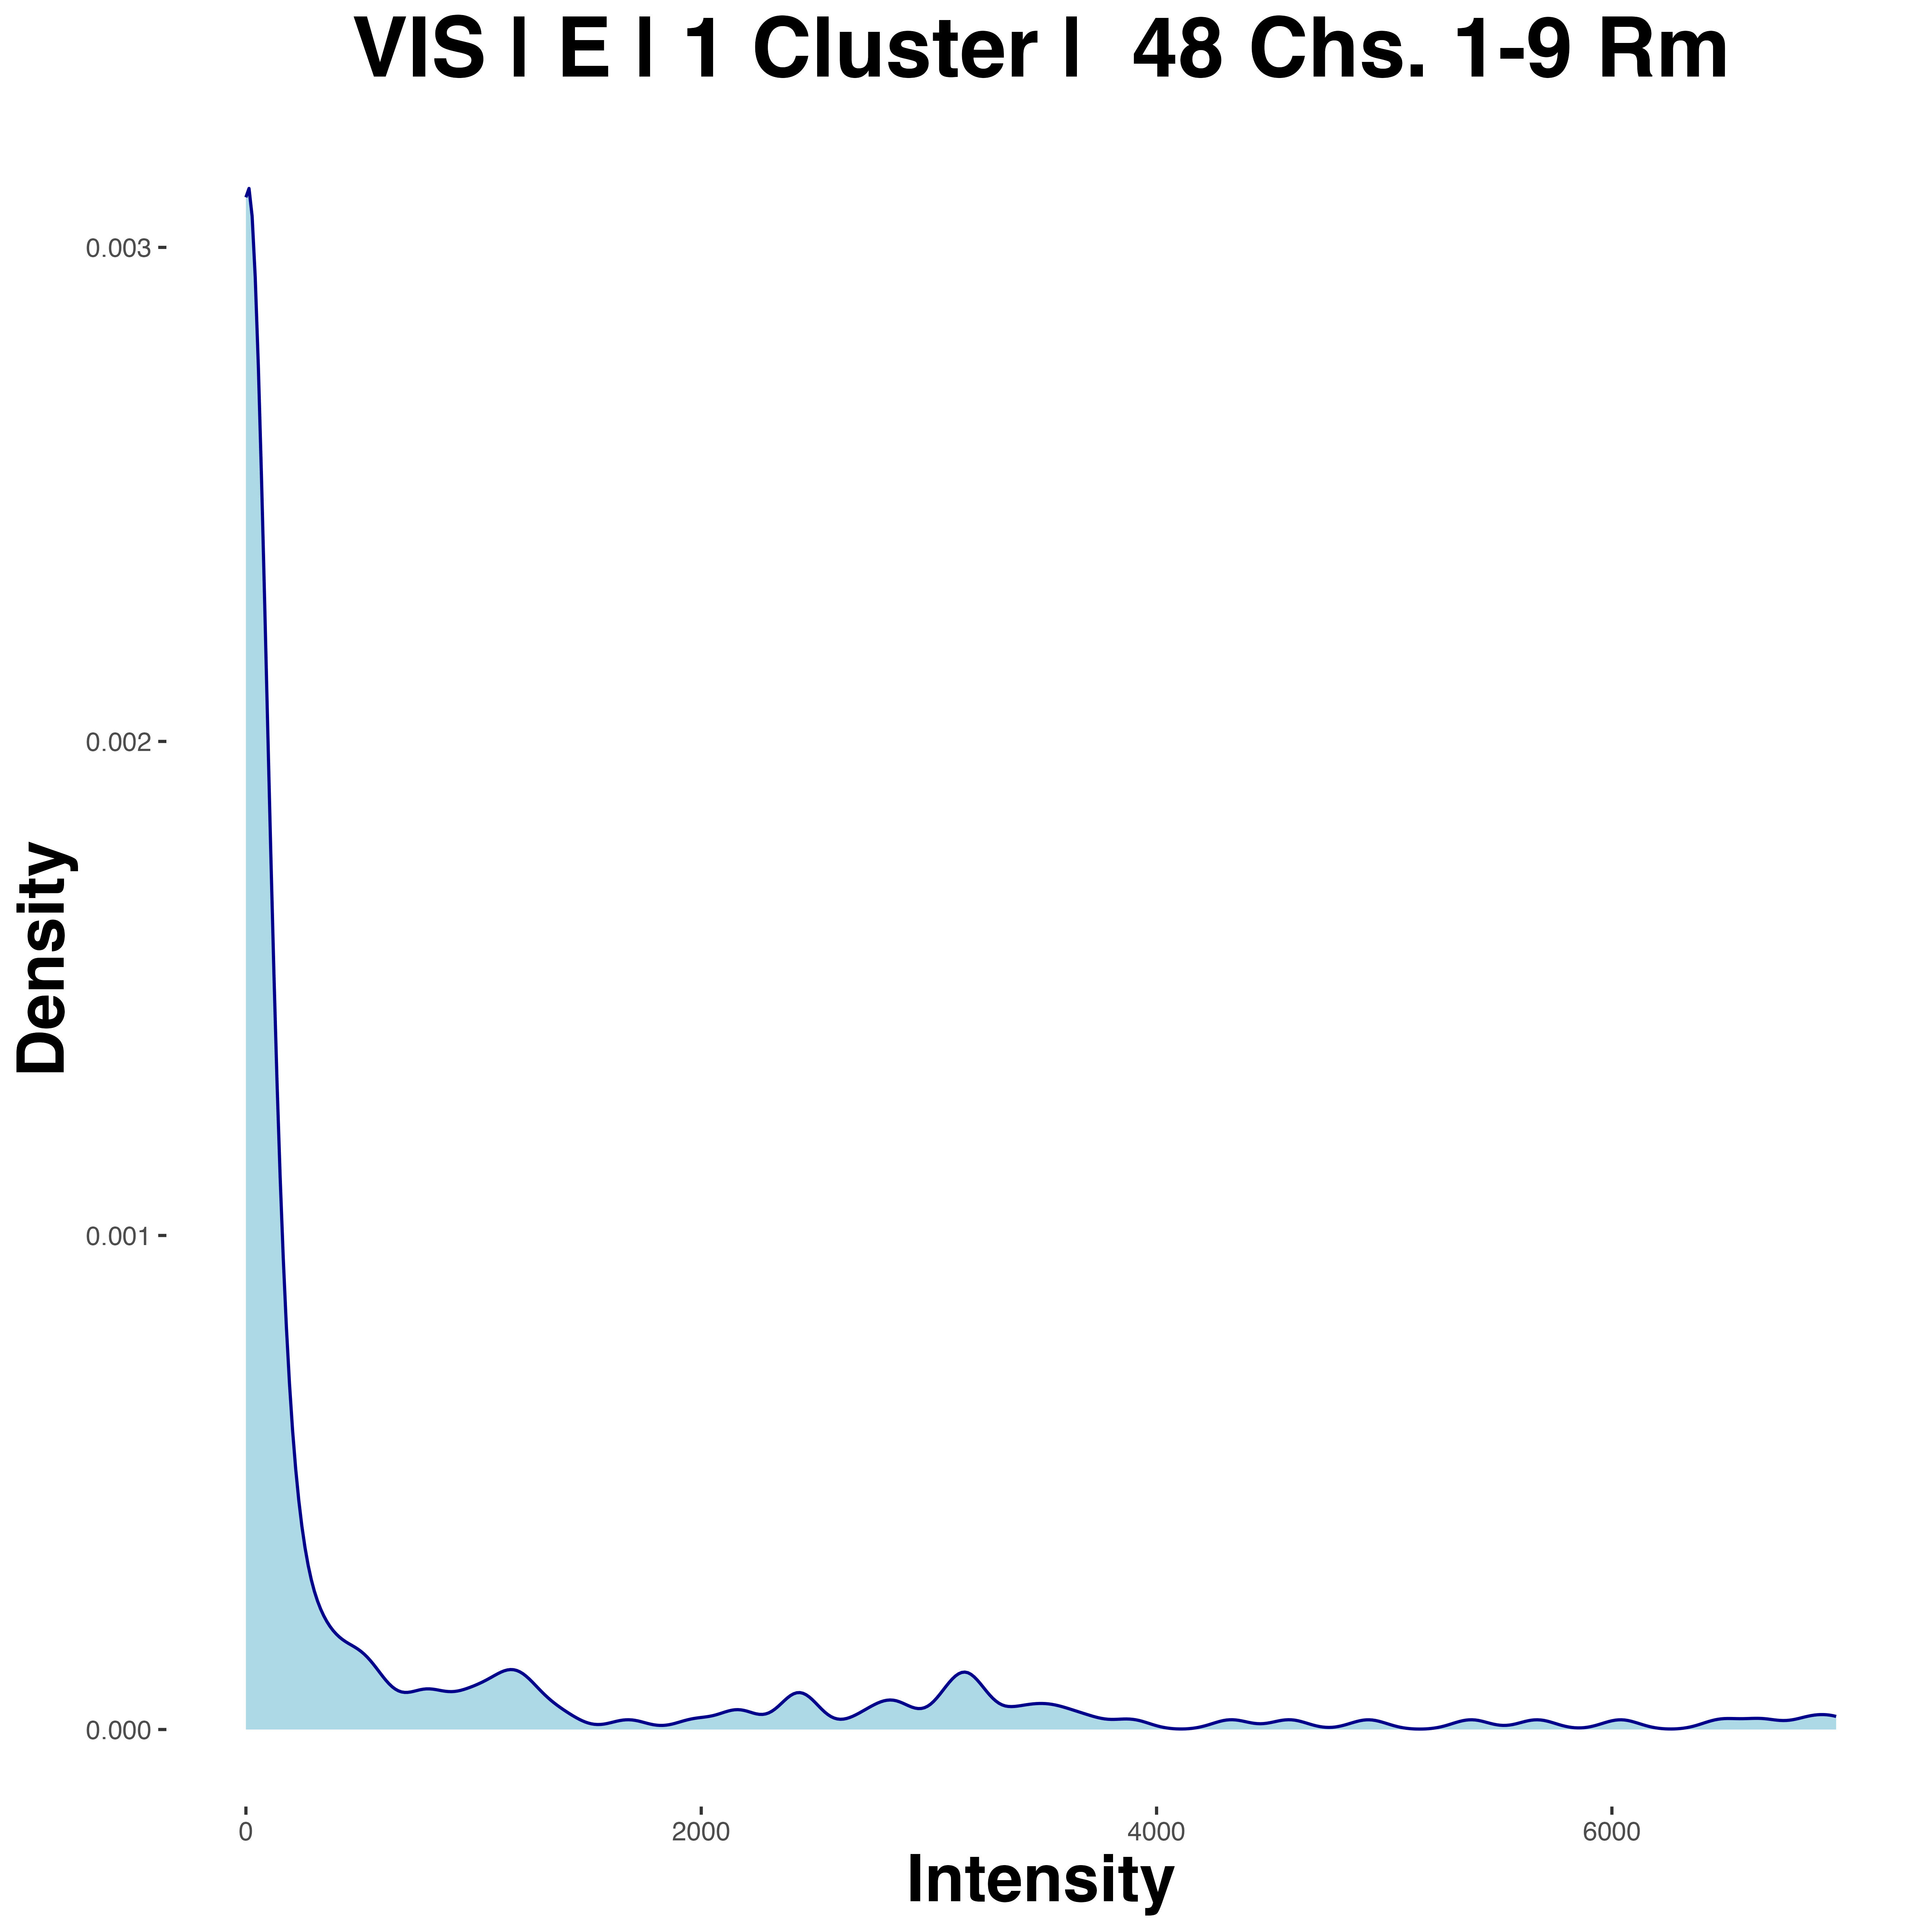 VIS | E | 1 Cluster | 48 Chs. 1-9 Rm
0.003
0.002
0.001
0.000
Density
0 2000 4000 6000
Intensity